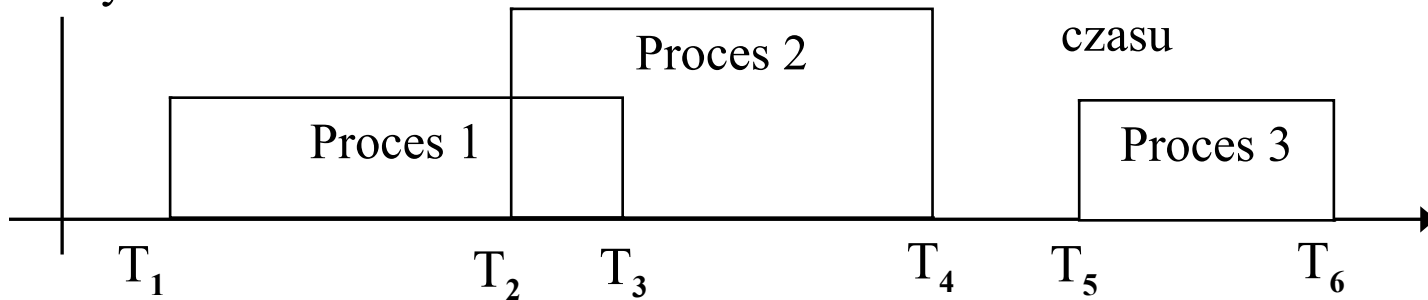 czasu
Proces 2
Proces 1
Proces 3
T₁
T₂
T₃
T₄
T₅
T₆